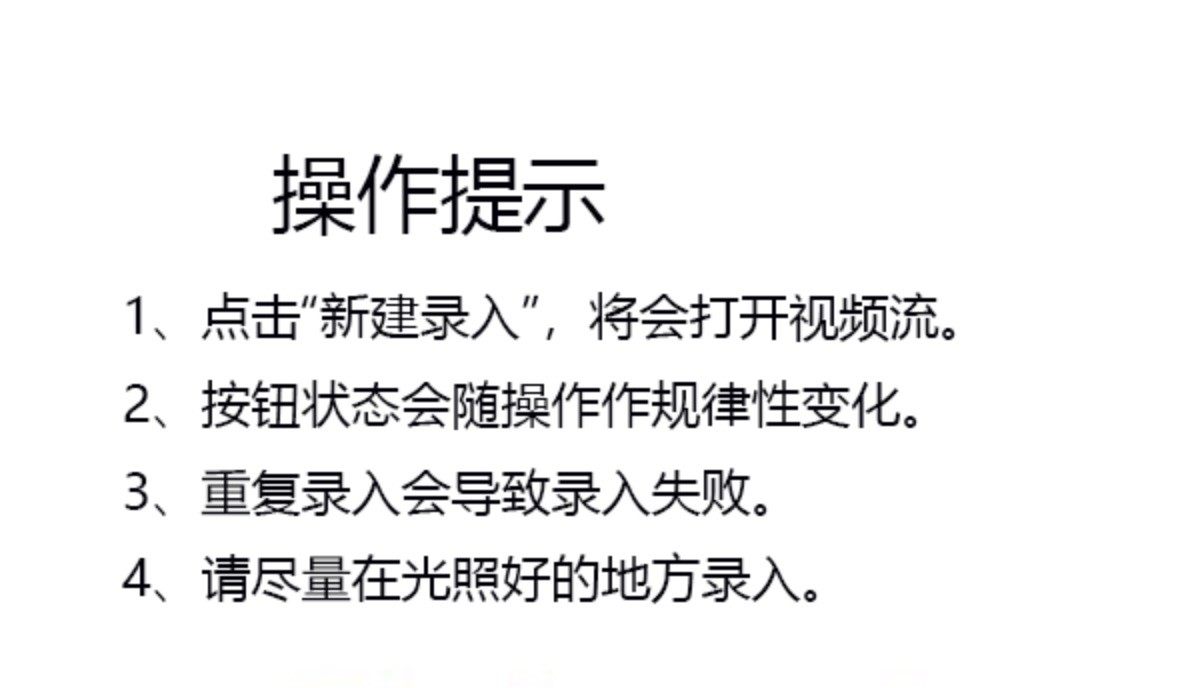 操作提示
1、点击“新建录入”，将会打开视频流。
2、按钮状态会随操作作规律性变化。
3、重复录入会导致录入失败。
4、请尽量在光照好的地方录入。